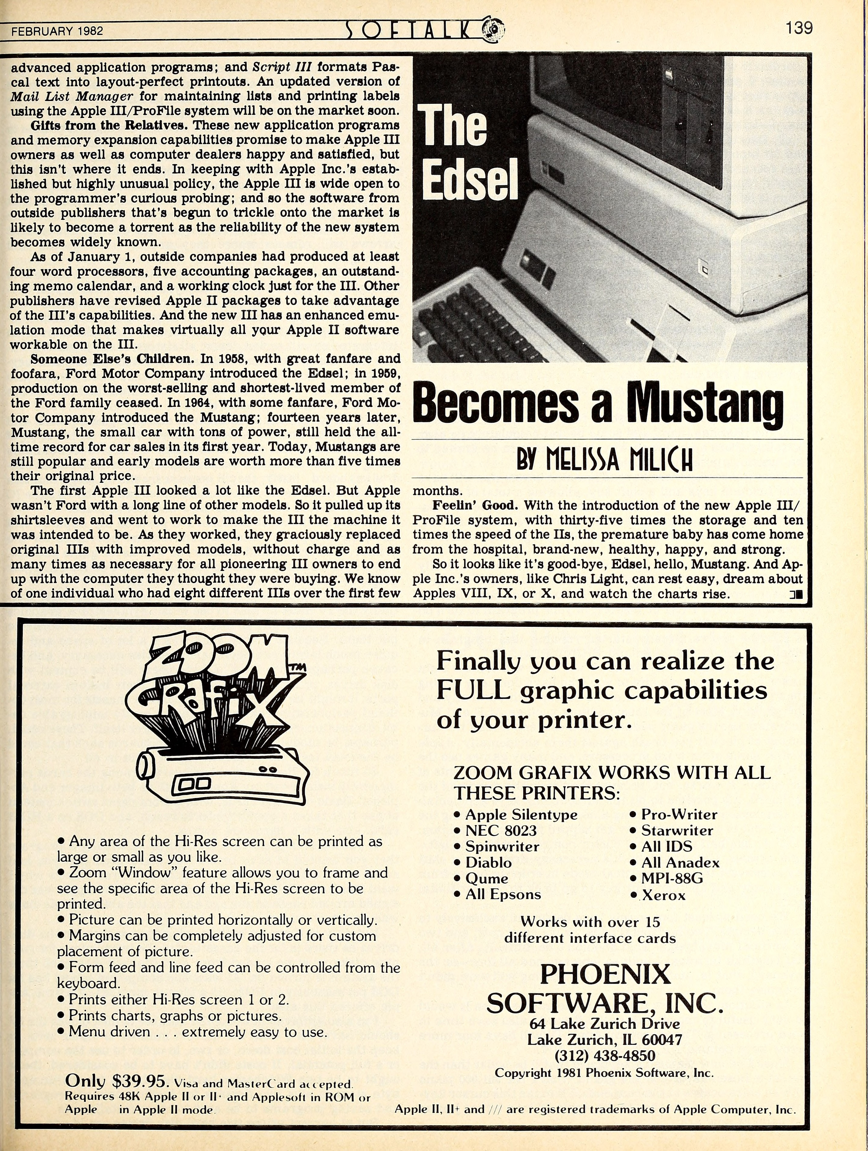 FEBRUARY 1982
SOFTALK
139
advanced application programs; and Script III formats Pas-
cal text into layout-perfect printouts. An updated version of
Mail List Manager for maintaining lists and printing labels
using the Apple III/ProFile system will be on the market soon.
Gifts from the Relatives. These new application programs
and memory expansion capabilities promise to make Apple III
owners as well as computer dealers happy and satisfied, but
this isn't where it ends. In keeping with Apple Inc.'s estab-
lished but highly unusual policy, the Apple III is wide open to
the programmer's curious probing; and so the software from
outside publishers that's begun to trickle onto the market is
likely to become a torrent as the reliability of the new system
becomes widely known.
As of January 1, outside companies had produced at least
four word processors, five accounting packages, an outstand-
ing memo calendar, and a working clock just for the III. Other
publishers have revised Apple II packages to take advantage
of the III's capabilities. And the new III has an enhanced emu-
lation mode that makes virtually all your Apple II software
workable on the III.
Someone Else's Children. In 1958, with great fanfare and
foofara, Ford Motor Company introduced the Edsel; in 1959,
production on the worst-selling and shortest-lived member of
the Ford family ceased. In 1964, with some fanfare, Ford Mo-
tor Company introduced the Mustang; fourteen years later,
Mustang, the small car with tons of power, still held the all-
time record for car sales in its first year. Today, Mustangs are
still popular and early models are worth more than five times
their original price.
The first Apple III looked a lot like the Edsel. But Apple
wasn't Ford with a long line of other models. So it pulled up its
shirtsleeves and went to work to make the III the machine it
was intended to be. As they worked, they graciously replaced
original IIIs with improved models, without charge and as
many times as necessary for all pioneering III owners to end
up with the computer they thought they were buying. We know
of one individual who had eight different IIIs over the first few
The
Edsel
Becomes a Mustang
BY MELISSA MILICH
months.
Feelin' Good. With the introduction of the new Apple III/
ProFile system, with thirty-five times the storage and ten
times the speed of the IIs, the premature baby has come home
from the hospital, brand-new, healthy, happy, and strong.
So it looks like it's good-bye, Edsel, hello, Mustang. And Ap-
ple Inc.'s owners, like Chris Light, can rest easy, dream about
Apples VIII, IX, or X, and watch the charts rise.
ZOOM TM
GRafiX
• Any area of the Hi-Res screen can be printed as
large or small as you like.
• Zoom "Window" feature allows you to frame and
see the specific area of the Hi-Res screen to be
printed.
• Picture can be printed horizontally or vertically.
• Margins can be completely adjusted for custom
placement of picture.
• Form feed and line feed can be controlled from the
keyboard.
• Prints either Hi-Res screen 1 or 2.
• Prints charts, graphs or pictures.
• Menu driven . . . extremely easy to use.
Only $39.95. Visa and MasterCard accepted.
Requires 48K Apple II or II+ and Applesoft in ROM or
Apple in Apple II mode
Finally you can realize the
FULL graphic capabilities
of your printer.
ZOOM GRAFIX WORKS WITH ALL
THESE PRINTERS:
• Apple Silentype
• NEC 8023
• Spinwriter
• Diablo
• Qume
• All Epsons
• Pro-Writer
• Starwriter
• All IDS
• All Anadex
• MPI-88G
• Xerox
Works with over 15
different interface cards
PHOENIX
SOFTWARE, INC.
64 Lake Zurich Drive
Lake Zurich, IL 60047
(312) 438-4850
Copyright 1981 Phoenix Software, Inc.
Apple II, II+ and /// are registered trademarks of Apple Computer, Inc.